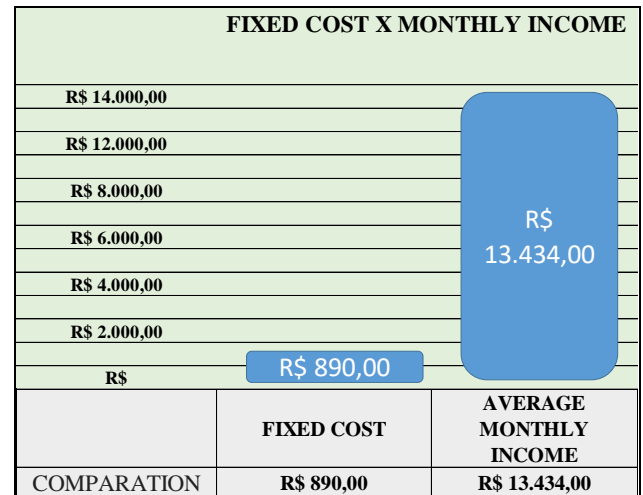 FIXED COST X MONTHLY INCOME
R$ 14.000,00
R$ 12.000,00
R$ 8.000,00
R$ 6.000,00
R$ 4.000,00
R$ 2.000,00
R$
R$
13.434,00
R$ 890,00
FIXED COST
AVERAGE
MONTHLY
INCOME
COMPARATION R$ 890,00 R$ 13.434,00